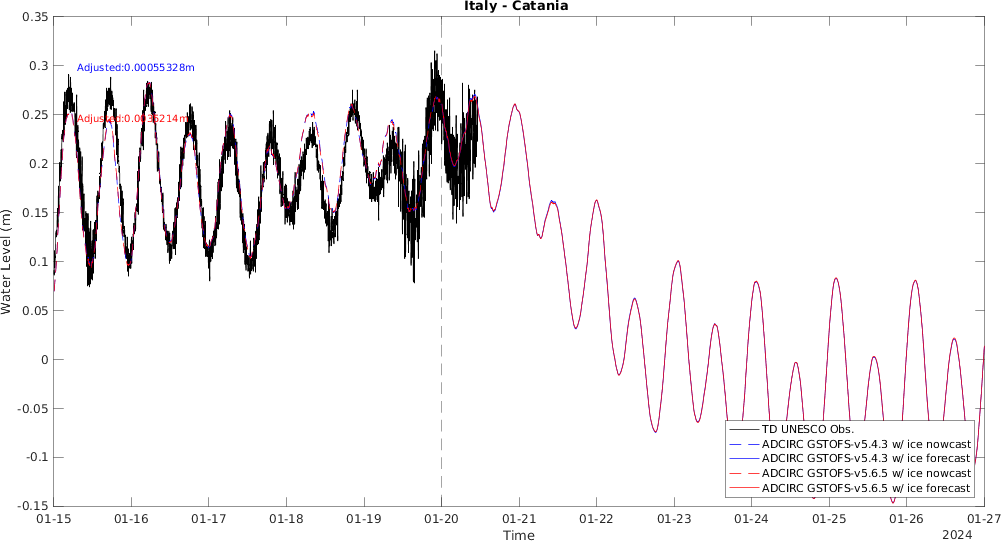 Italy - Catania
0.35
0.3
0.25
0.2
0.15
0.1
0.05
0
-0.05
-0.1
-0.15
Water Level (m)
Adjusted:0.00055328m
Adjusted:0.0036214m
TD UNESCO Obs.
ADCIRC GSTOFS-v5.4.3 w/ ice nowcast
ADCIRC GSTOFS-v5.4.3 w/ ice forecast
ADCIRC GSTOFS-v5.6.5 w/ ice nowcast
ADCIRC GSTOFS-v5.6.5 w/ ice forecast
01-15 01-16 01-17 01-18 01-19 01-20 01-21 01-22 01-23 01-24 01-25 01-26 01-27
Time
2024